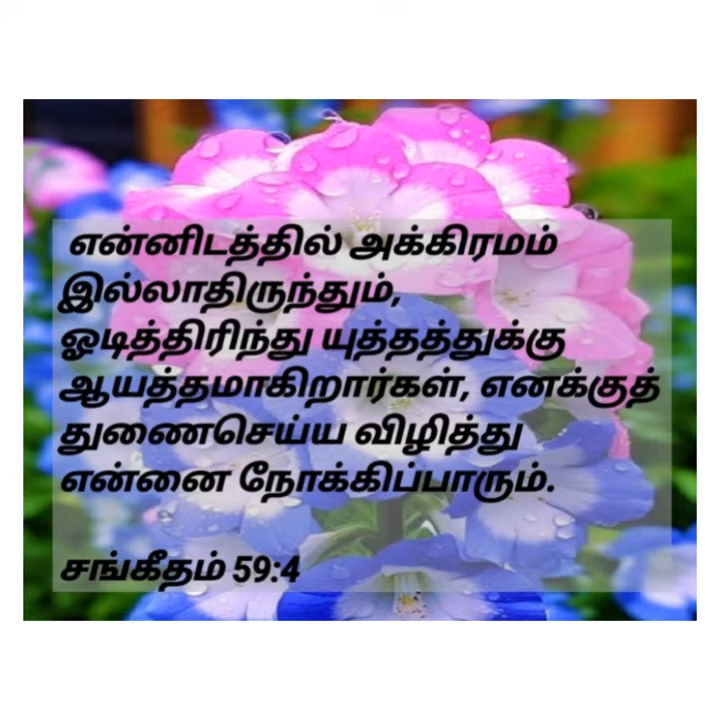 என்னிடத்தில் அக்கிரமம்
இல்லாதிருந்தும்,
ஓடித்திரிந்து யுத்தத்துக்கு
ஆயத்தமாகிறார்கள், எனக்குத்
துணைசெய்ய விழித்து
என்னை நோக்கிப்பாரும்.
சங்கீதம் 59:4